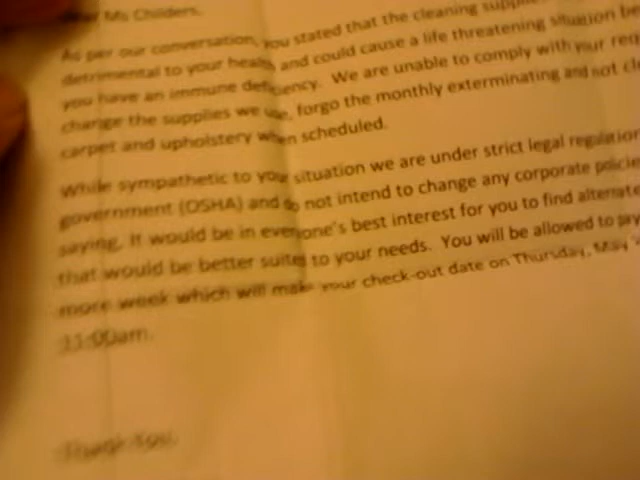 Dear Ms Childers,
As per our conversation, you stated that the cleaning supplie
detrimental to your health and could cause a life threatening situation be
you have an immune deficiency. We are unable to comply with your req
change the supplies we use, forgo the monthly exterminating and not cle
carpet and upholstery when scheduled.
While sympathetic to your situation we are under strict legal regulation
government (OSHA) and do not intend to change any corporate policie
saying, it would be in everyone's best interest for you to find alternate
that would be better suited to your needs. You will be allowed to pay
more week which will make your check-out date on Thursday, May
11:00am.
Thank You,